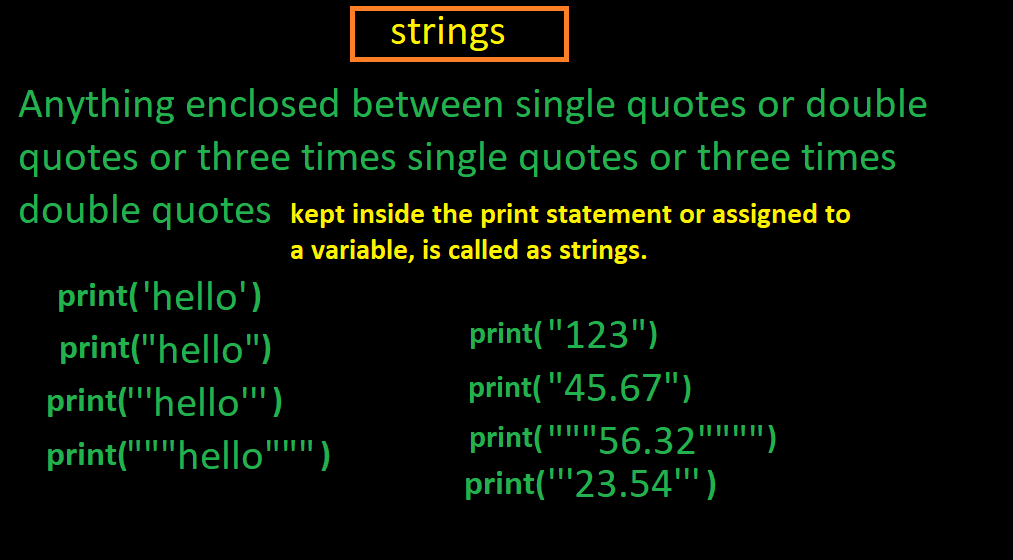 strings
Anything enclosed between single quotes or double
quotes or three times single quotes or three times
double quotes kept inside the print statement or assigned to
a variable, is called as strings.
print('hello')
print("hello")
print('''hello''')
print("""hello""")
print("123")
print("45.67")
print("""56.32"""")
print('''23.54''')